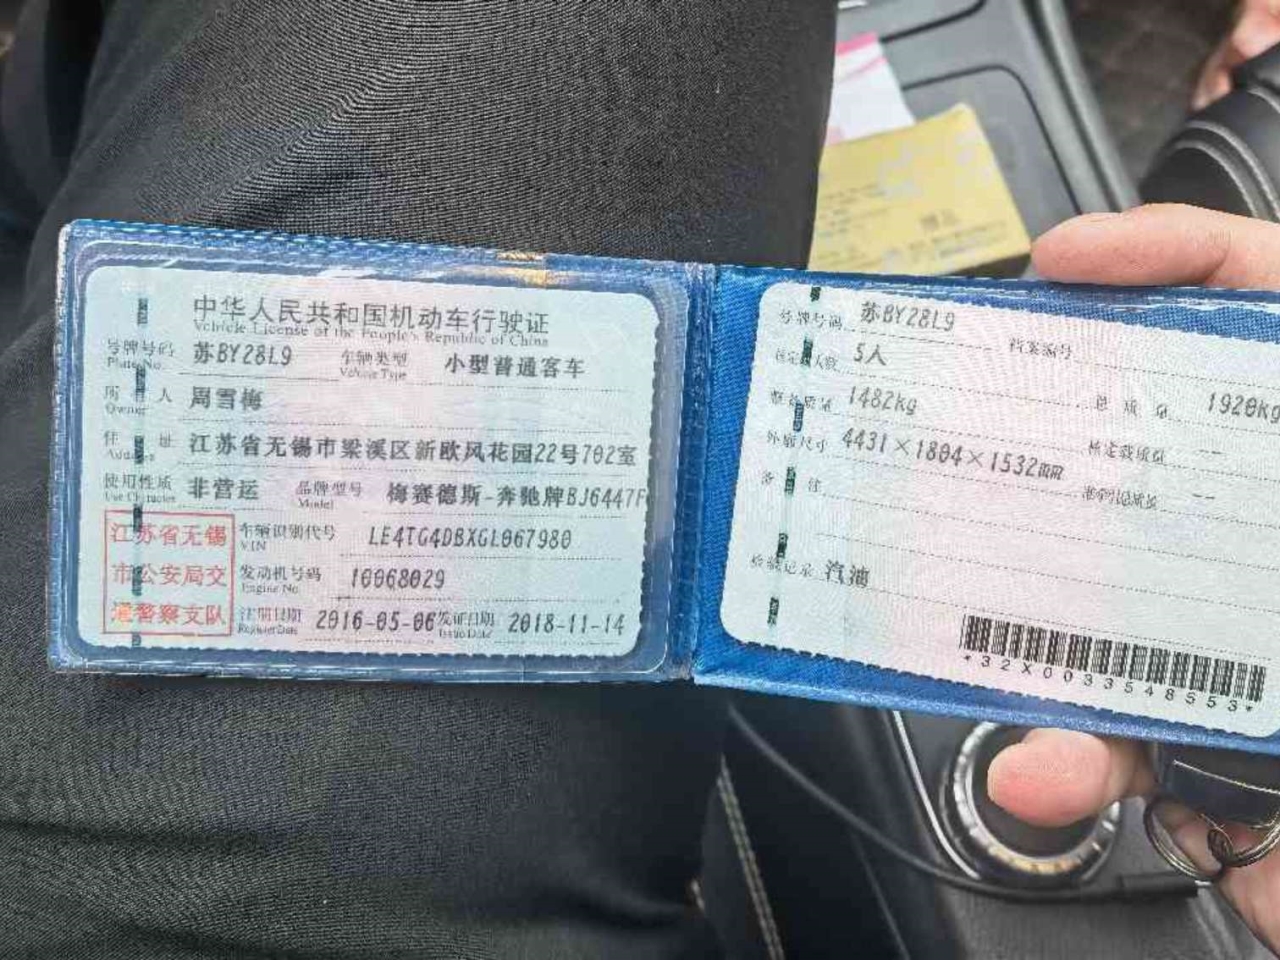 中华人民共和国机动车行驶证
Vehicle License of the People's Republic of China
号牌号码 苏BY28L9 车辆类型 小型普通客车
Plate No. Vehicle Type
所 人 周雪梅
Owner
住 址 江苏省无锡市梁溪区新欧风花园22号702室
Address
使用性质 非营运 品牌型号 梅赛德斯-奔驰牌BJ6447F
Use Character Model
江苏省无锡
市公安局交
通警察支队
车辆识别代号 LE4TG4DBXGL067980
VIN
发动机号码 10068029
Engine No.
注册日期 2016-05-06 发证日期 2018-11-14
Register Date Issue Date
号牌号码 苏BY28L9 档案编号
核定 人数 5人
整备质量 1482kg 总 质 量 1920kg
外廓尺寸 4431×1804×1532mm 核定载质量 --
备 注 准牵引总质量 --
检验记录 汽油
*32X0033548553*